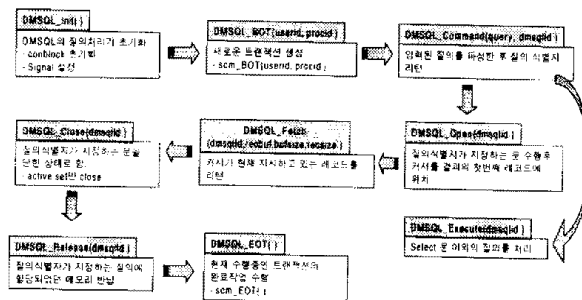 DMSQL_Init()
DMSQL의 질의처리기 초기화
- conblock 초기화
- Signal 설정
DMSQL_BOT(userid, procid)
새로운 트랜잭션 생성
- scm_BOT(userid, procid)
DMSQL_Command(query, dmsqlid)
입력된 질의를 파싱한 후 질의 식별자
리턴
DMSQL_Open(dmsqlid)
질의식별자가 지정하는 문 수행후
커서를 결과의 첫번째 레코드에
위치
DMSQL_Fetch
(dmsqlid, recbuf, bufsize, recsize)
커서가 현재 지시하고 있는 레코드를
리턴
DMSQL_Close(dmsqlid)
질의식별자가 지정하는 문을
닫힌 상태로 함.
- active set만 close
DMSQL_Execute(dmsqlid)
Select 문 이외의 질의를 처리
DMSQL_Release(dmsqlid)
질의식별자가 지정하는 질의에
할당되었던 메모리 반납
DMSQL_EOT()
현재 수행중인 트랜잭션의
완료작업 수행
- scm_EOT()